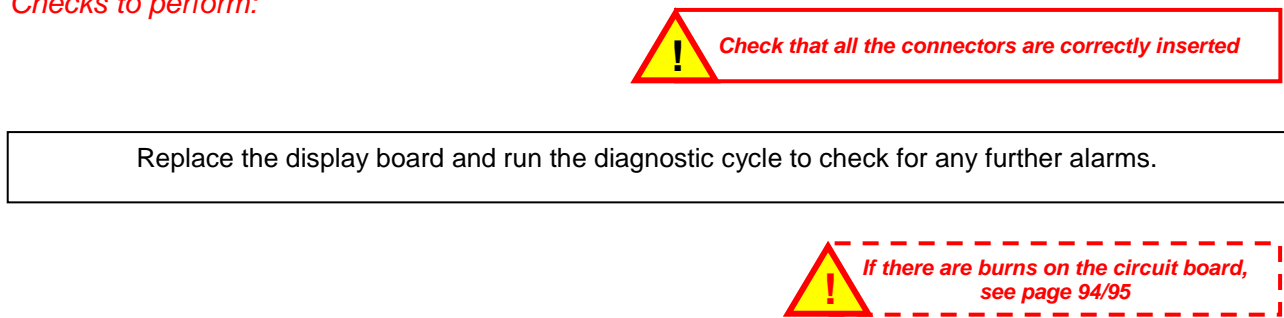 Checks to perform:
!
Check that all the connectors are correctly inserted
Replace the display board and run the diagnostic cycle to check for any further alarms.
!
If there are burns on the circuit board,
see page 94/95